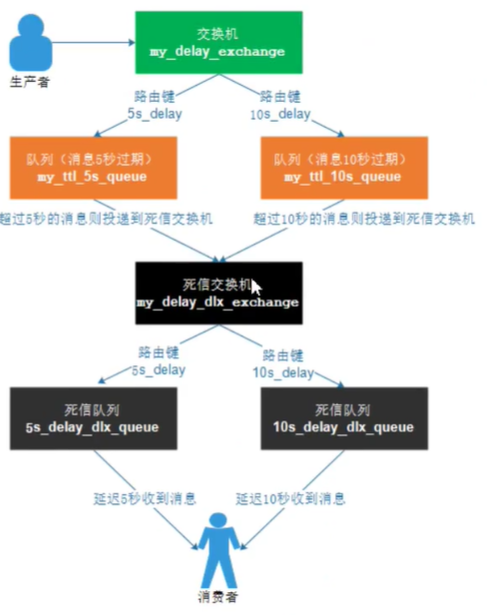 交换机
my_delay_exchange
生产者
路由键
5s_delay
路由键
10s_delay
队列（消息5秒过期）
my_ttl_5s_queue
队列（消息10秒过期）
my_ttl_10s_queue
超过5秒的消息则投递到死信交换机
超过10秒的消息则投递到死信交换机
死信交换机
my_delay_dlx_exchange
路由键
5s_delay
路由键
10s_delay
死信队列
5s_delay_dlx_queue
死信队列
10s_delay_dlx_queue
延迟5秒收到消息
延迟10秒收到消息
消费者